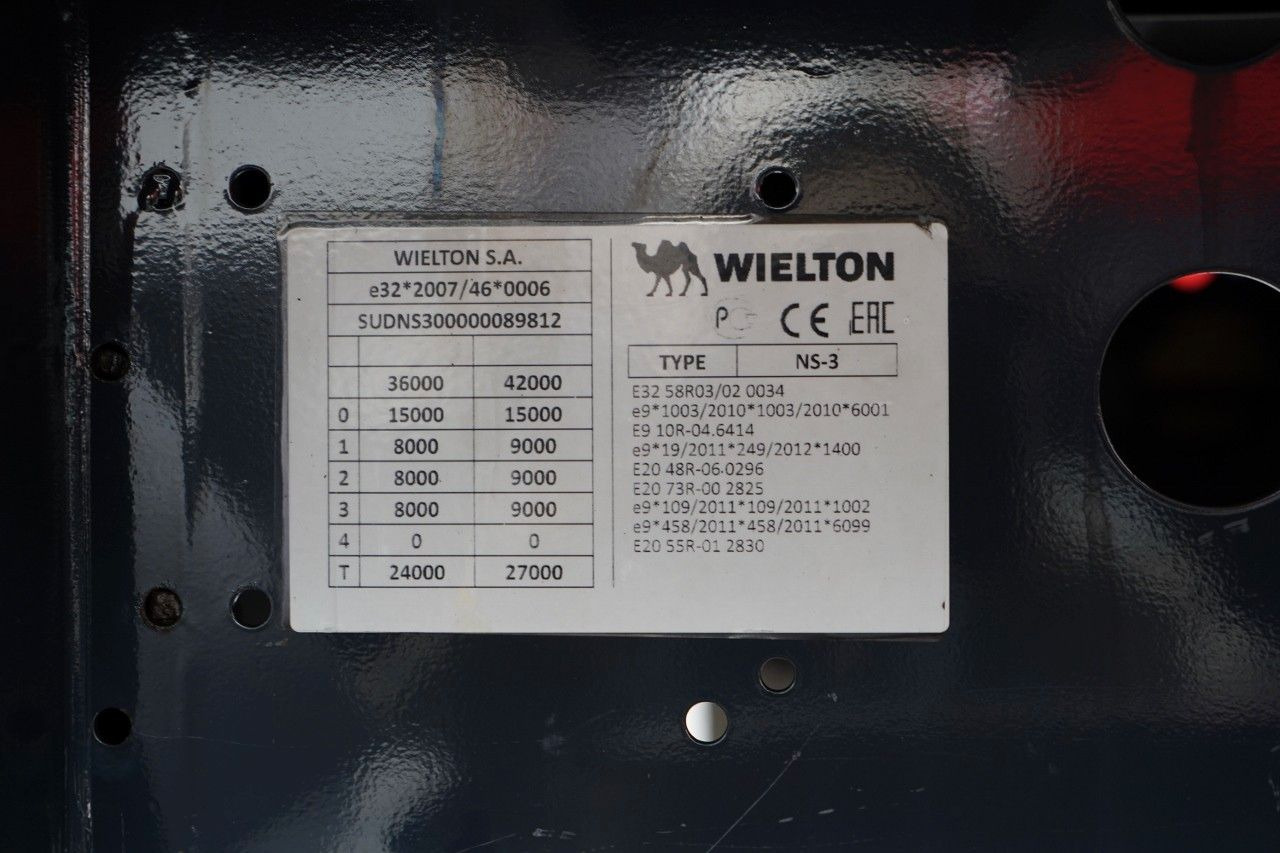 WIELTON S.A.
e32*2007/46*0006
SUDNS300000089812
36000 42000
0 15000 15000
1 8000 9000
2 8000 9000
3 8000 9000
4 0 0
T 24000 27000
WIELTON
CE EAC
TYPE NS-3
E32 58R03/02 0034
e9*1003/2010*1003/2010*6001
E9 10R-04.6414
e9*19/2011*249/2012*1400
E20 48R-06.0296
E20 73R-00 2825
e9*109/2011*109/2011*1002
e9*458/2011*458/2011*6099
E20 55R-01 2830